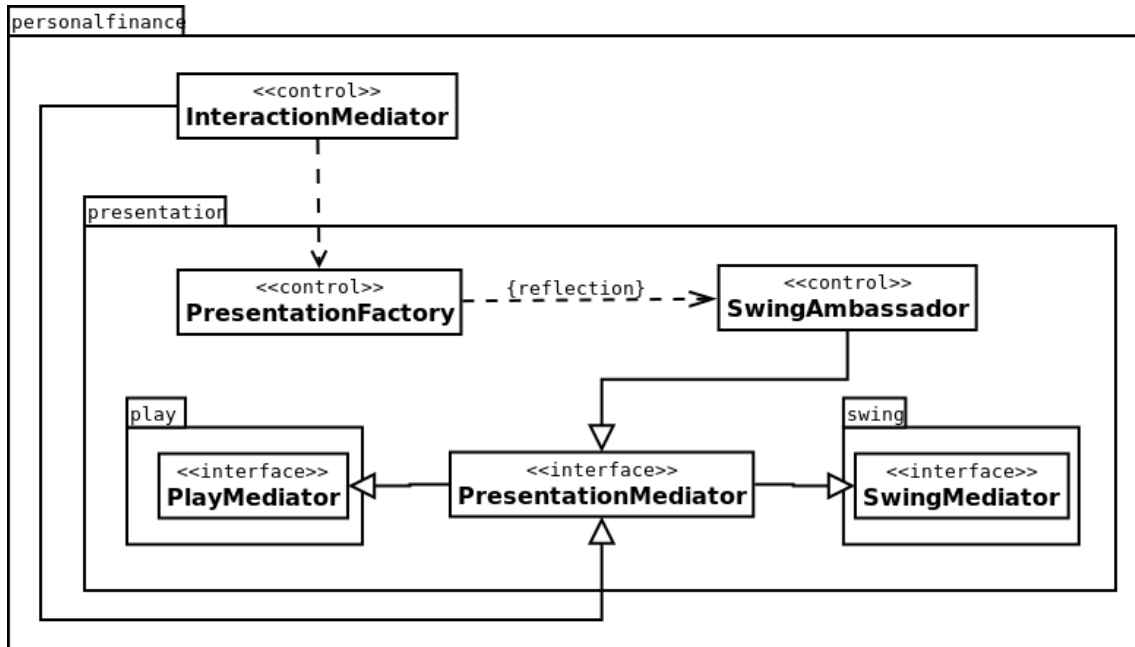 personalfinance
<<control>>
InteractionMediator
presentation
<<control>>
PresentationFactory
{reflection}
<<control>>
SwingAmbassador
play
<<interface>>
PlayMediator
<<interface>>
PresentationMediator
swing
<<interface>>
SwingMediator